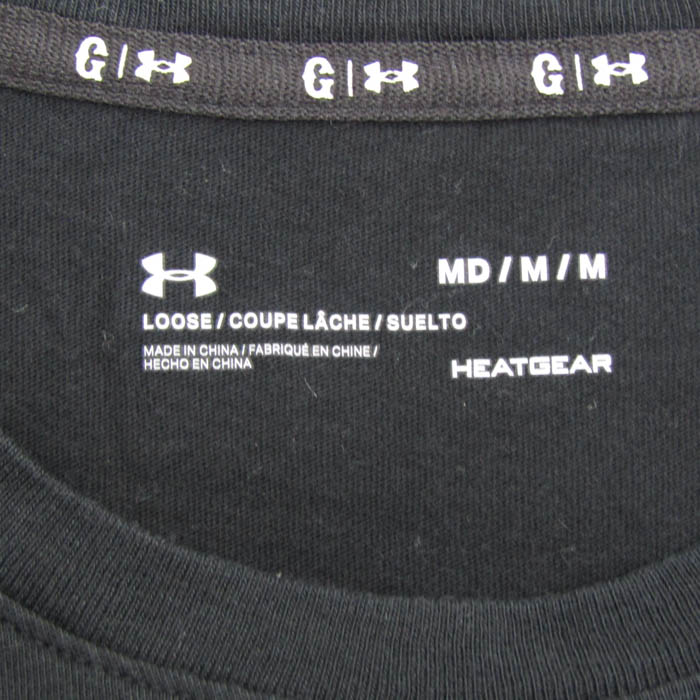 G | G | G |
MD / M / M
LOOSE / COUPE LÂCHE / SUELTO
MADE IN CHINA / FABRIQUÉ EN CHINE /
HECHO EN CHINA
HEATGEAR